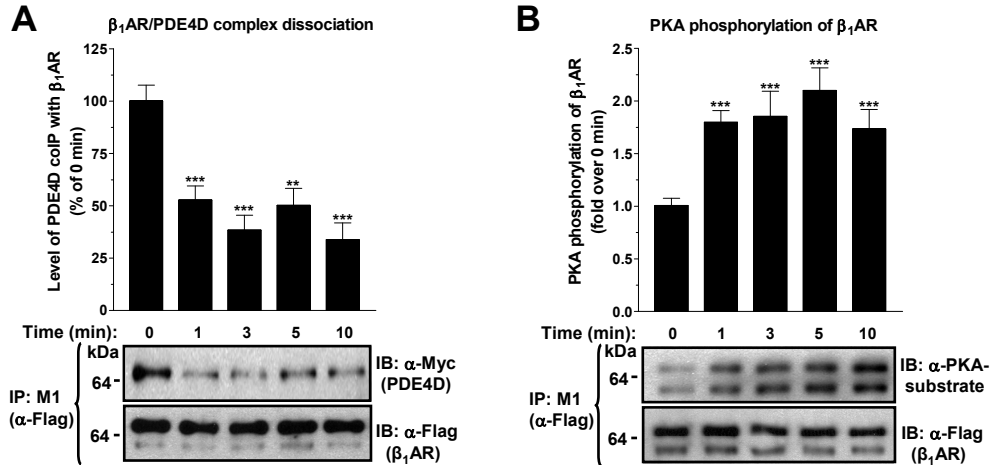 A
β₁AR/PDE4D complex dissociation
Level of PDE4D coIP with β₁AR
(% of 0 min)
125
100
75
50
25
0
***
***
**
***
Time (min): 0 1 3 5 10
IP: M1
(α-Flag)
kDa
64 -
IB: α-Myc
(PDE4D)
64 -
IB: α-Flag
(β₁AR)
B
PKA phosphorylation of β₁AR
PKA phosphorylation of β₁AR
(fold over 0 min)
2.5
2.0
1.5
1.0
0.5
0.0
***
***
***
***
Time (min): 0 1 3 5 10
IP: M1
(α-Flag)
kDa
64 -
IB: α-PKA-
substrate
64 -
IB: α-Flag
(β₁AR)